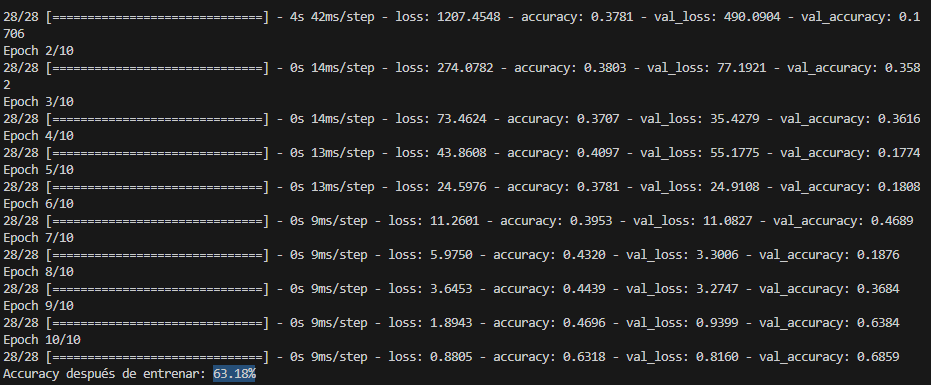 28/28 [==============================] - 4s 42ms/step - loss: 1207.4548 - accuracy: 0.3781 - val_loss: 490.0904 - val_accuracy: 0.1
706
Epoch 2/10
28/28 [==============================] - 0s 14ms/step - loss: 274.0782 - accuracy: 0.3803 - val_loss: 77.1921 - val_accuracy: 0.358
2
Epoch 3/10
28/28 [==============================] - 0s 14ms/step - loss: 73.4624 - accuracy: 0.3707 - val_loss: 35.4279 - val_accuracy: 0.3616
Epoch 4/10
28/28 [==============================] - 0s 13ms/step - loss: 43.8608 - accuracy: 0.4097 - val_loss: 55.1775 - val_accuracy: 0.1774
Epoch 5/10
28/28 [==============================] - 0s 13ms/step - loss: 24.5976 - accuracy: 0.3781 - val_loss: 24.9108 - val_accuracy: 0.1808
Epoch 6/10
28/28 [==============================] - 0s 9ms/step - loss: 11.2601 - accuracy: 0.3953 - val_loss: 11.0827 - val_accuracy: 0.4689
Epoch 7/10
28/28 [==============================] - 0s 9ms/step - loss: 5.9750 - accuracy: 0.4320 - val_loss: 3.3006 - val_accuracy: 0.1876
Epoch 8/10
28/28 [==============================] - 0s 9ms/step - loss: 3.6453 - accuracy: 0.4439 - val_loss: 3.2747 - val_accuracy: 0.3684
Epoch 9/10
28/28 [==============================] - 0s 9ms/step - loss: 1.8943 - accuracy: 0.4696 - val_loss: 0.9399 - val_accuracy: 0.6384
Epoch 10/10
28/28 [==============================] - 0s 9ms/step - loss: 0.8805 - accuracy: 0.6318 - val_loss: 0.8160 - val_accuracy: 0.6859
Accuracy después de entrenar: 63.18%